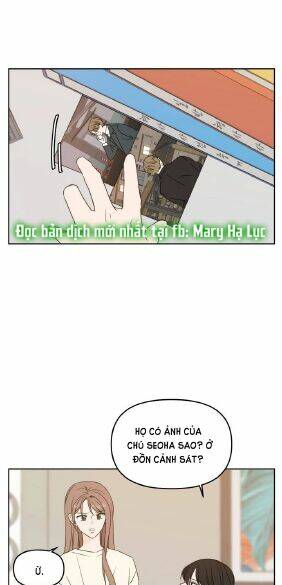 Đọc bản dịch mới nhất tại fb: Mary Hạ Lục
HỌ CÓ ẢNH CỦA
CHÚ SEOHA SAO? Ở
ĐỒN CẢNH SÁT?
Ừ.